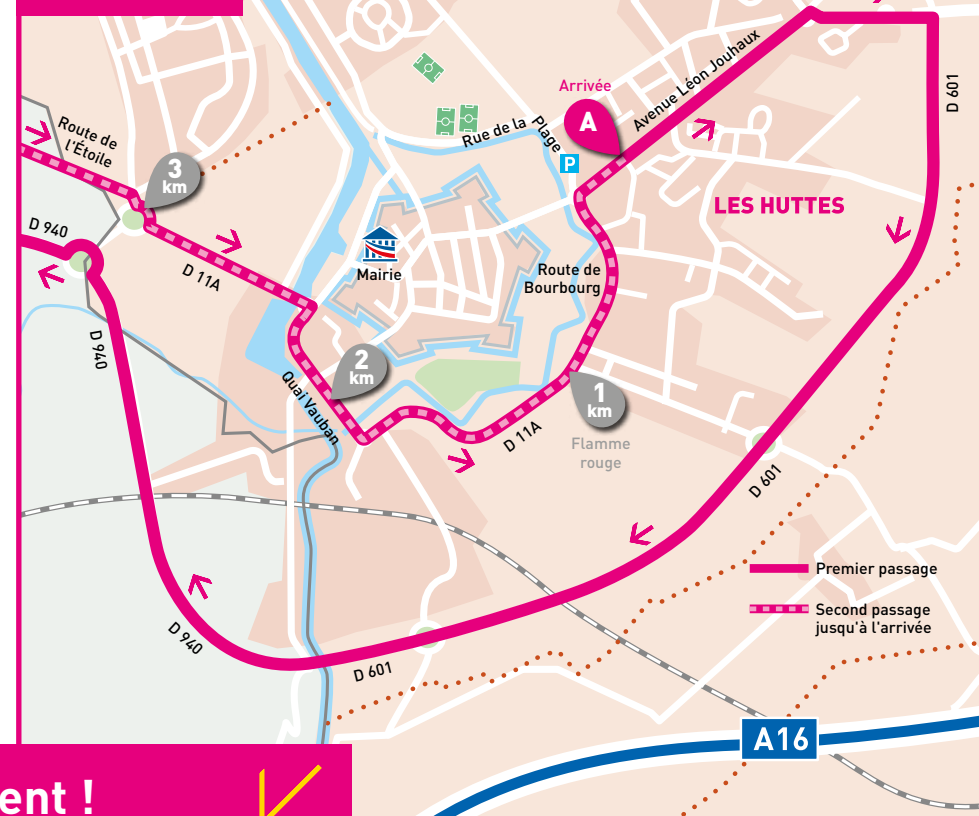 D 601
Avenue Léon Jouhaux
Arrivée
A
Rue de la
Plage
P
Route de
l'Étoile
3
km
LES HUTTES
D 940
Mairie
D 11A
Route de
Bourbourg
D 940
2
km
Quai Vauban
1
km
D 11A
Flamme
rouge
D 601
Premier passage
Second passage
jusqu'à l'arrivée
D 940
D 601
A16
ent !